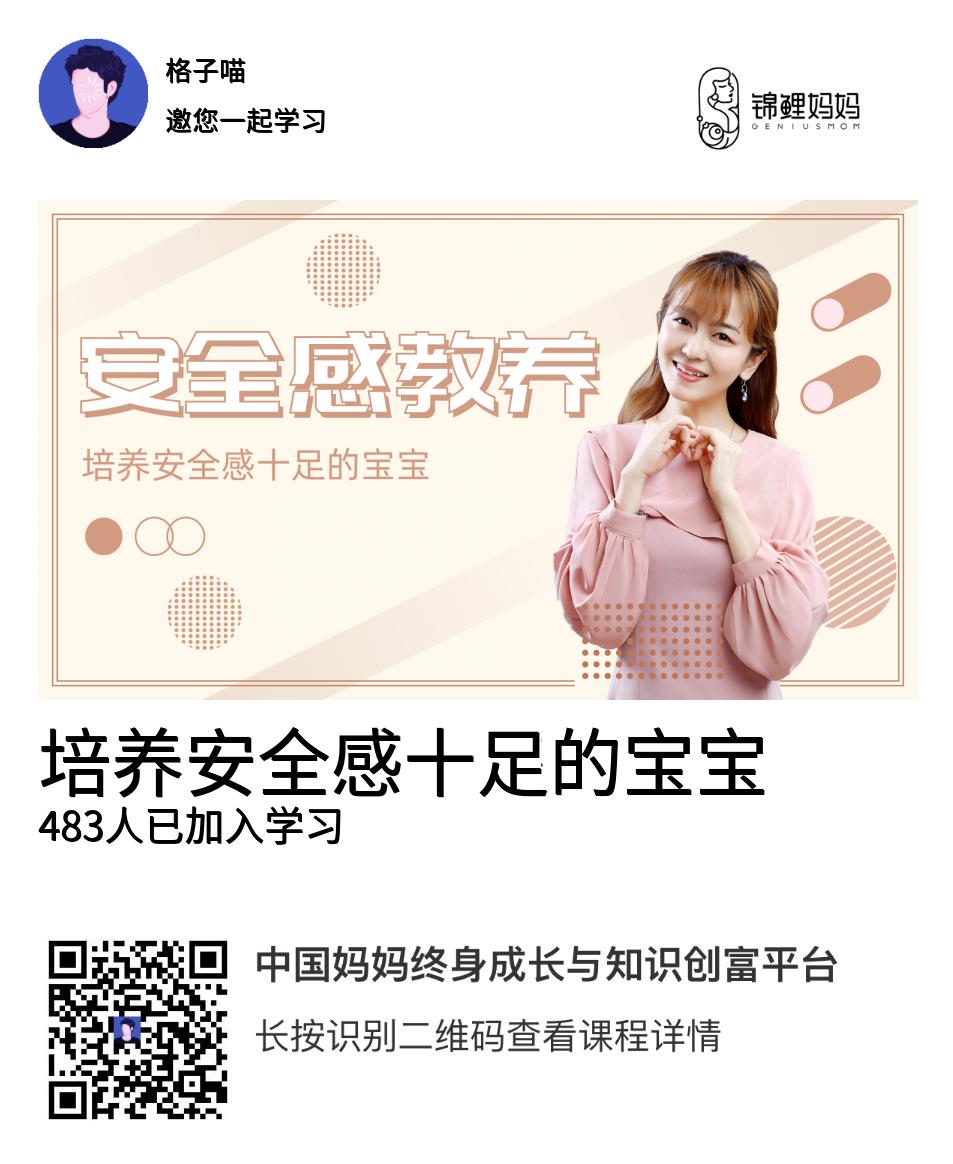 格子喵
邀您一起学习
锦鲤妈妈
GENIUSMOM
安全感教养
培养安全感十足的宝宝
培养安全感十足的宝宝
483人已加入学习
中国妈妈终身成长与知识创富平台
长按识别二维码查看课程详情